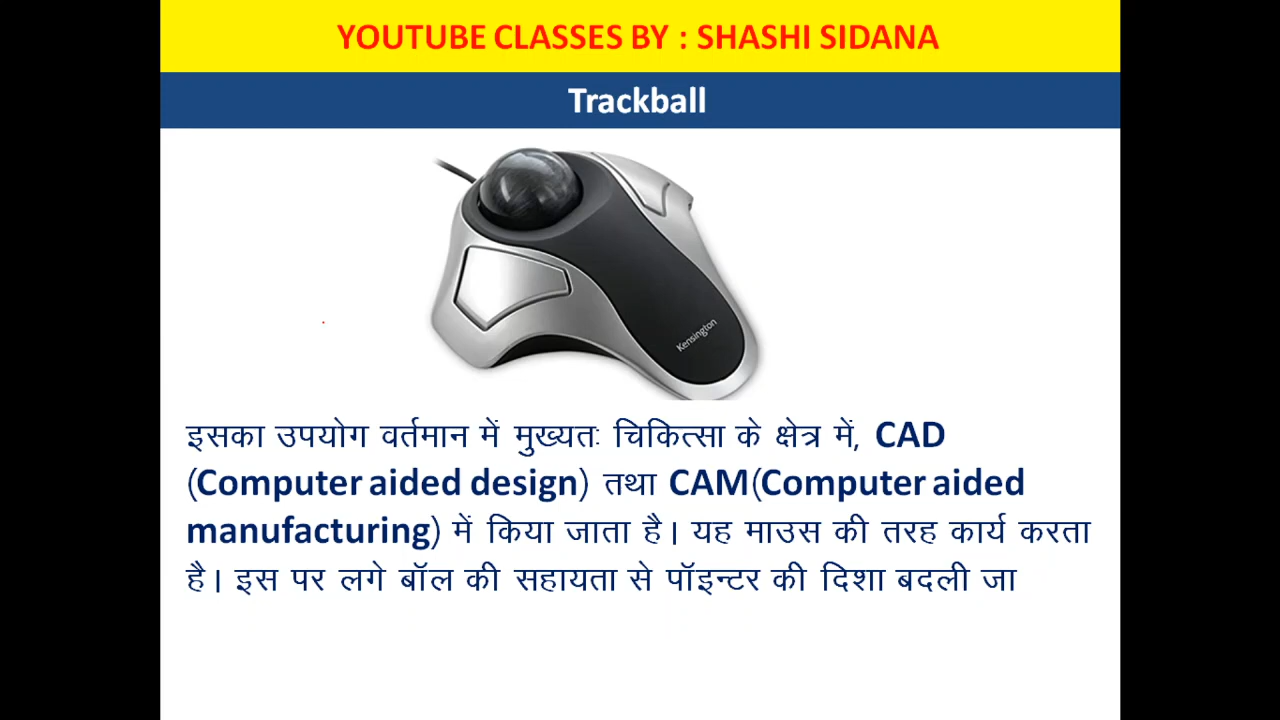 YOUTUBE CLASSES BY : SHASHI SIDANA
Trackball
Kensington
इसका उपयोग वर्तमान में मुख्यतः चिकित्सा के क्षेत्र में, CAD
(Computer aided design) तथा CAM(Computer aided
manufacturing) में किया जाता है। यह माउस की तरह कार्य करता
है। इस पर लगे बॉल की सहायता से पॉइन्टर की दिशा बदली जा